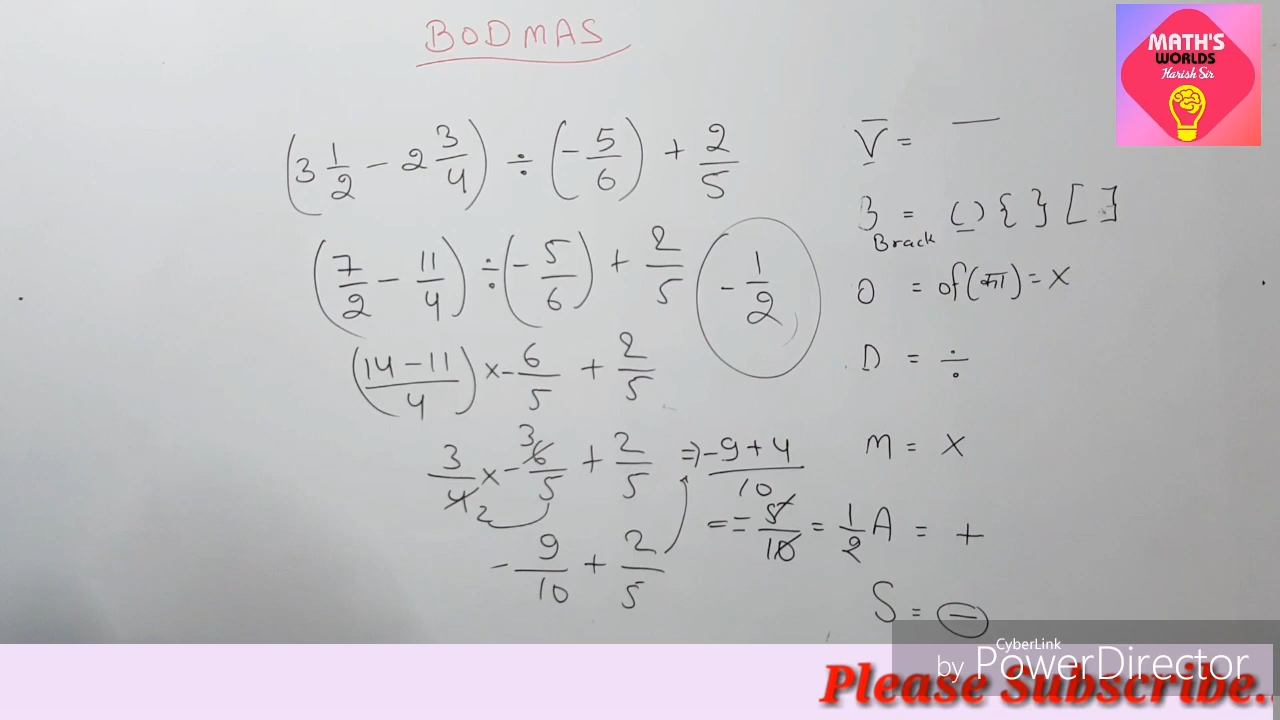 BODMAS
MATH'S
WORLDS
Harish Sir
(3 1/2 - 2 3/4) ÷ (- 5/6) + 2/5
(7/2 - 11/4) ÷ (- 5/6) + 2/5
- 1/2
((14 - 11)/4) × - 6/5 + 2/5
3/4 × - 6/5 + 2/5 ⇒ (-9 + 4)/10
3
2
= = 5/10 = 1/2
- 9/10 + 2/5
V̅ = —
B = ( ) { } [ ]
Brack
O = of (का) = ×
D = ÷
M = ×
A = +
S = −
CyberLink
by PowerDirector
Please Subscribe..